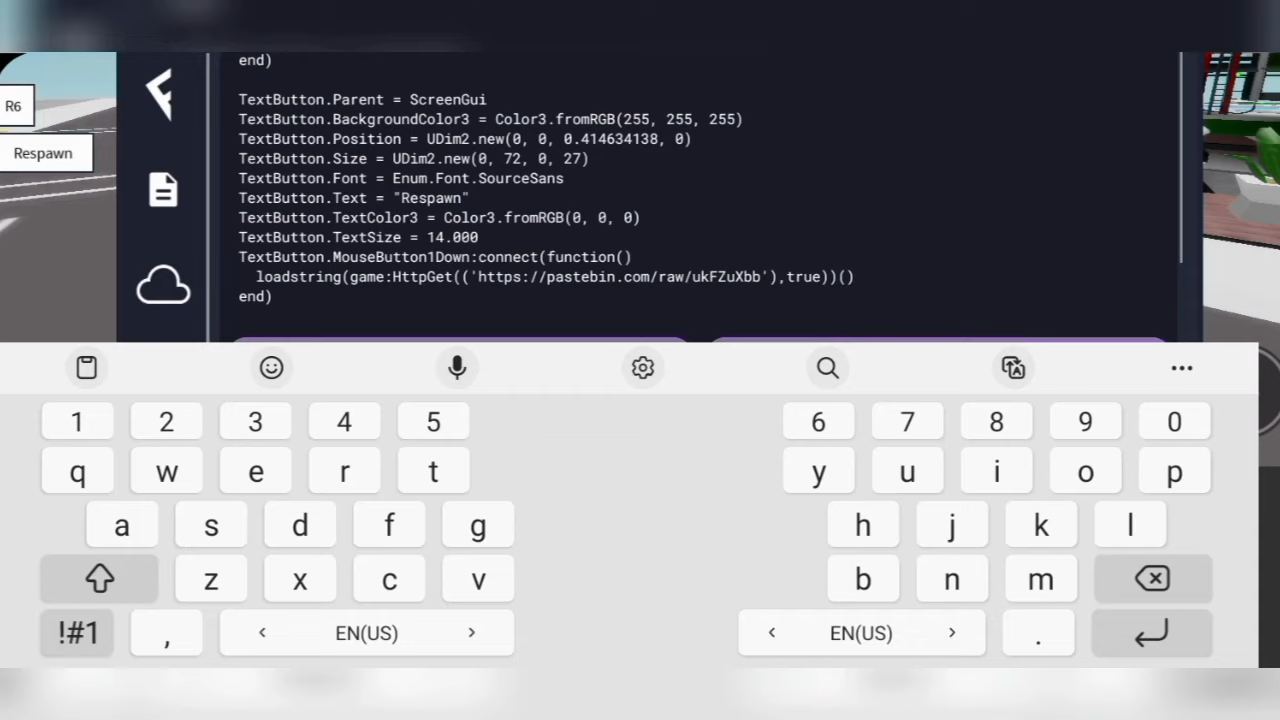 end)
TextButton.Parent = ScreenGui
TextButton.BackgroundColor3 = Color3.fromRGB(255, 255, 255)
TextButton.Position = UDim2.new(0, 0, 0.414634138, 0)
TextButton.Size = UDim2.new(0, 72, 0, 27)
TextButton.Font = Enum.Font.SourceSans
TextButton.Text = "Respawn"
TextButton.TextColor3 = Color3.fromRGB(0, 0, 0)
TextButton.TextSize = 14.000
TextButton.MouseButton1Down:connect(function()
loadstring(game:HttpGet(('https://pastebin.com/raw/ukFZuXbb'),true))()
end)
R6
Respawn
1 2 3 4 5 6 7 8 9 0
q w e r t y u i o p
a s d f g h j k l
z x c v b n m
!#1 , < EN(US) > < EN(US) > .